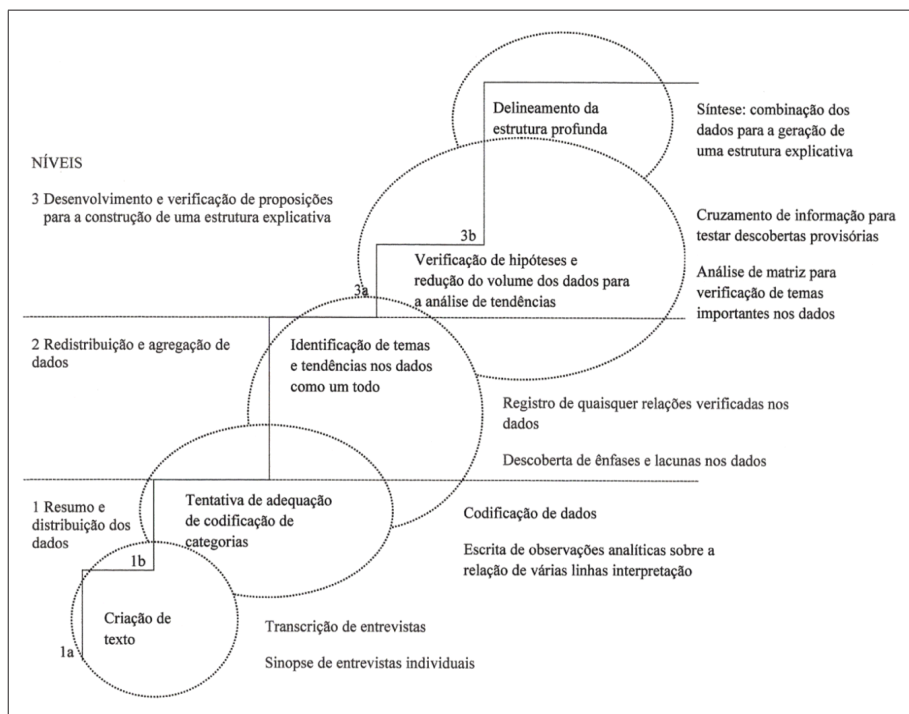 Delineamento da
estrutura profunda
Síntese: combinação dos
dados para a geração de
uma estrutura explicativa
NÍVEIS
3 Desenvolvimento e verificação de proposições
para a construção de uma estrutura explicativa
Cruzamento de informação para
testar descobertas provisórias
3b
Verificação de hipóteses e
redução do volume dos dados para
a análise de tendências
Análise de matriz para
verificação de temas
importantes nos dados
3a
2 Redistribuição e agregação de
dados
Identificação de temas
e tendências nos dados
como um todo
Registro de quaisquer relações verificadas nos
dados
Descoberta de ênfases e lacunas nos dados
1 Resumo e
distribuição dos
dados
Tentativa de adequação
de codificação de
categorias
Codificação de dados
Escrita de observações analíticas sobre a
relação de várias linhas interpretação
1b
Criação de
texto
1a
Transcrição de entrevistas
Sinopse de entrevistas individuais